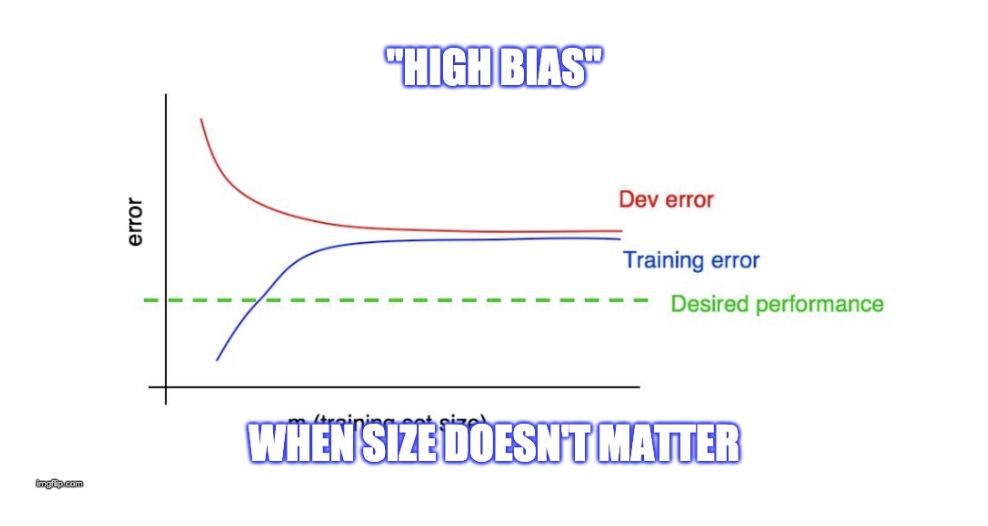 "HIGH BIAS"
error
Dev error
Training error
Desired performance
m (training set size)
WHEN SIZE DOESN'T MATTER
imgflip.com